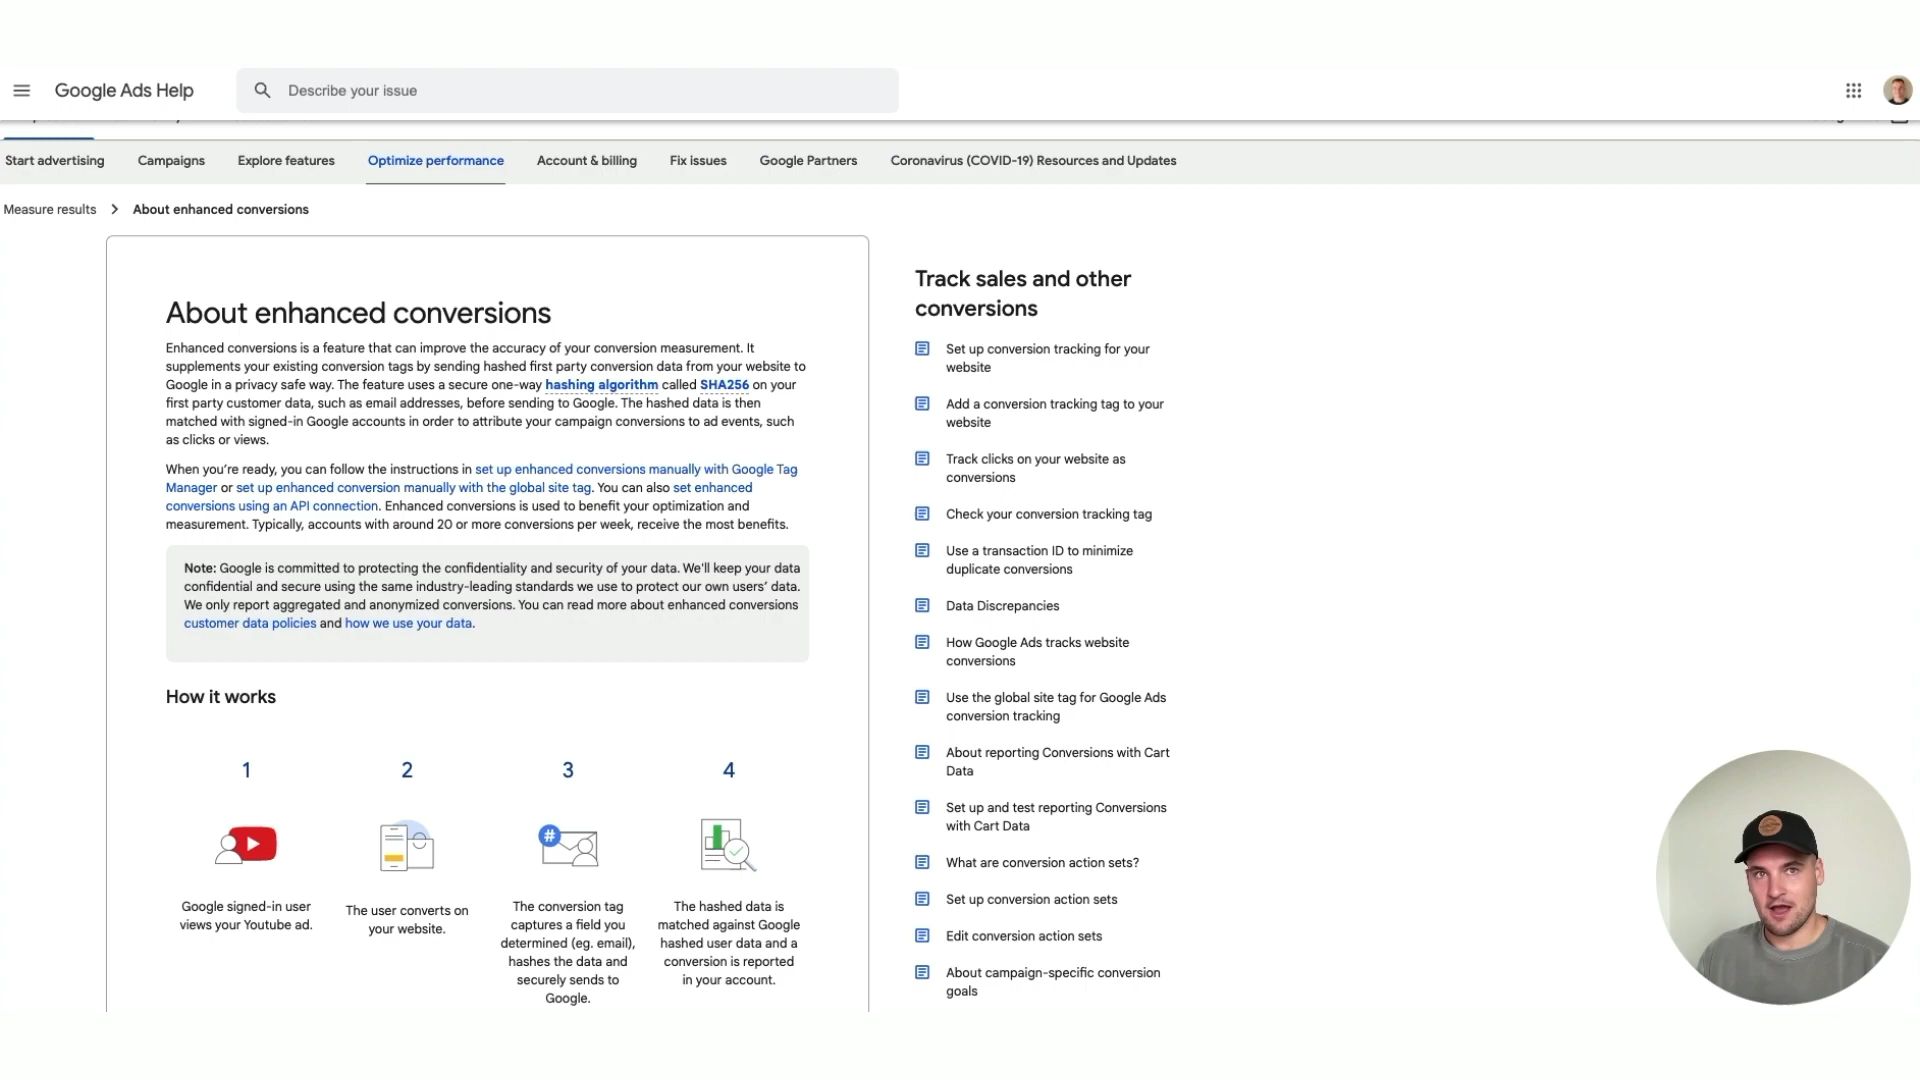 Google Ads Help
Describe your issue
Start advertising
Campaigns
Explore features
Optimize performance
Account & billing
Fix issues
Google Partners
Coronavirus (COVID-19) Resources and Updates
Measure results
About enhanced conversions
About enhanced conversions
Enhanced conversions is a feature that can improve the accuracy of your conversion measurement. It
supplements your existing conversion tags by sending hashed first party conversion data from your website to
Google in a privacy safe way. The feature uses a secure one-way hashing algorithm called SHA256 on your
first party customer data, such as email addresses, before sending to Google. The hashed data is then
matched with signed-in Google accounts in order to attribute your campaign conversions to ad events, such
as clicks or views.
When you’re ready, you can follow the instructions in set up enhanced conversions manually with Google Tag
Manager or set up enhanced conversion manually with the global site tag. You can also set enhanced
conversions using an API connection. Enhanced conversions is used to benefit your optimization and
measurement. Typically, accounts with around 20 or more conversions per week, receive the most benefits.
Note: Google is committed to protecting the confidentiality and security of your data. We'll keep your data
confidential and secure using the same industry-leading standards we use to protect our own users’ data.
We only report aggregated and anonymized conversions. You can read more about enhanced conversions
customer data policies and how we use your data.
How it works
1
2
3
4
#
Google signed-in user
views your Youtube ad.
The user converts on
your website.
The conversion tag
captures a field you
determined (eg. email),
hashes the data and
securely sends to
Google.
The hashed data is
matched against Google
hashed user data and a
conversion is reported
in your account.
Track sales and other
conversions
Set up conversion tracking for your
website
Add a conversion tracking tag to your
website
Track clicks on your website as
conversions
Check your conversion tracking tag
Use a transaction ID to minimize
duplicate conversions
Data Discrepancies
How Google Ads tracks website
conversions
Use the global site tag for Google Ads
conversion tracking
About reporting Conversions with Cart
Data
Set up and test reporting Conversions
with Cart Data
What are conversion action sets?
Set up conversion action sets
Edit conversion action sets
About campaign-specific conversion
goals